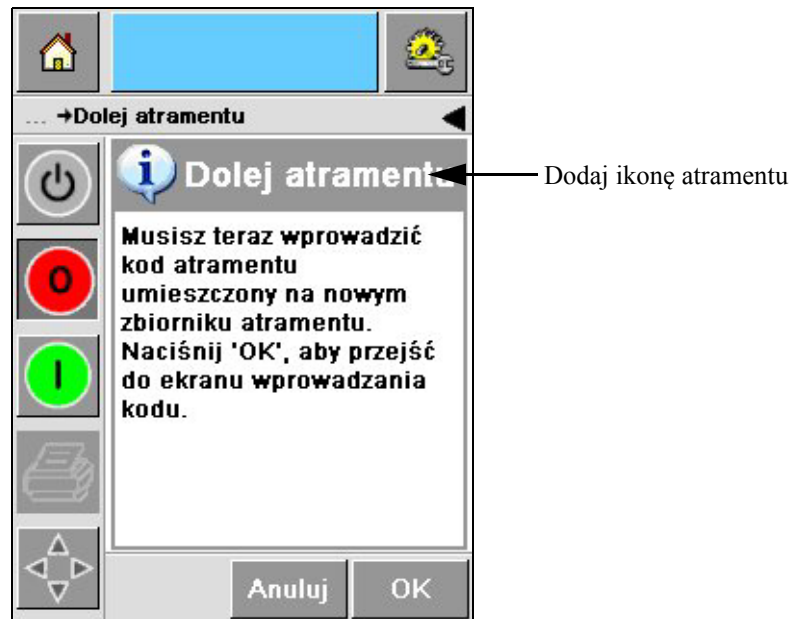 ... →Dolej atramentu
Dolej atramentu
Dodaj ikonę atramentu
Musisz teraz wprowadzić
kod atramentu
umieszczony na nowym
zbiorniku atramentu.
Naciśnij 'OK', aby przejść
do ekranu wprowadzania
kodu.
Anuluj
OK